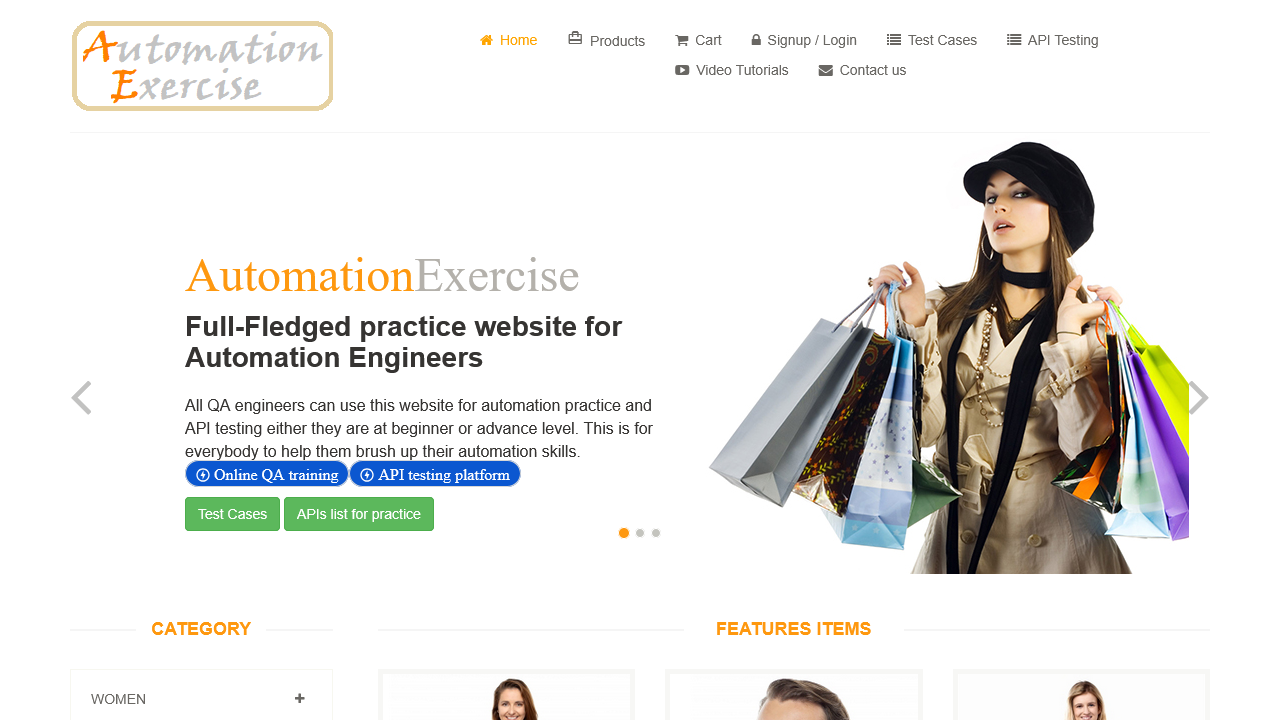 Automation
Exercise
Home
Products
Cart
Signup / Login
Test Cases
API Testing
Video Tutorials
Contact us
AutomationExercise
Full-Fledged practice website for
Automation Engineers
All QA engineers can use this website for automation practice and
API testing either they are at beginner or advance level. This is for
everybody to help them brush up their automation skills.
Online QA training
API testing platform
Test Cases
APIs list for practice
CATEGORY
FEATURES ITEMS
WOMEN